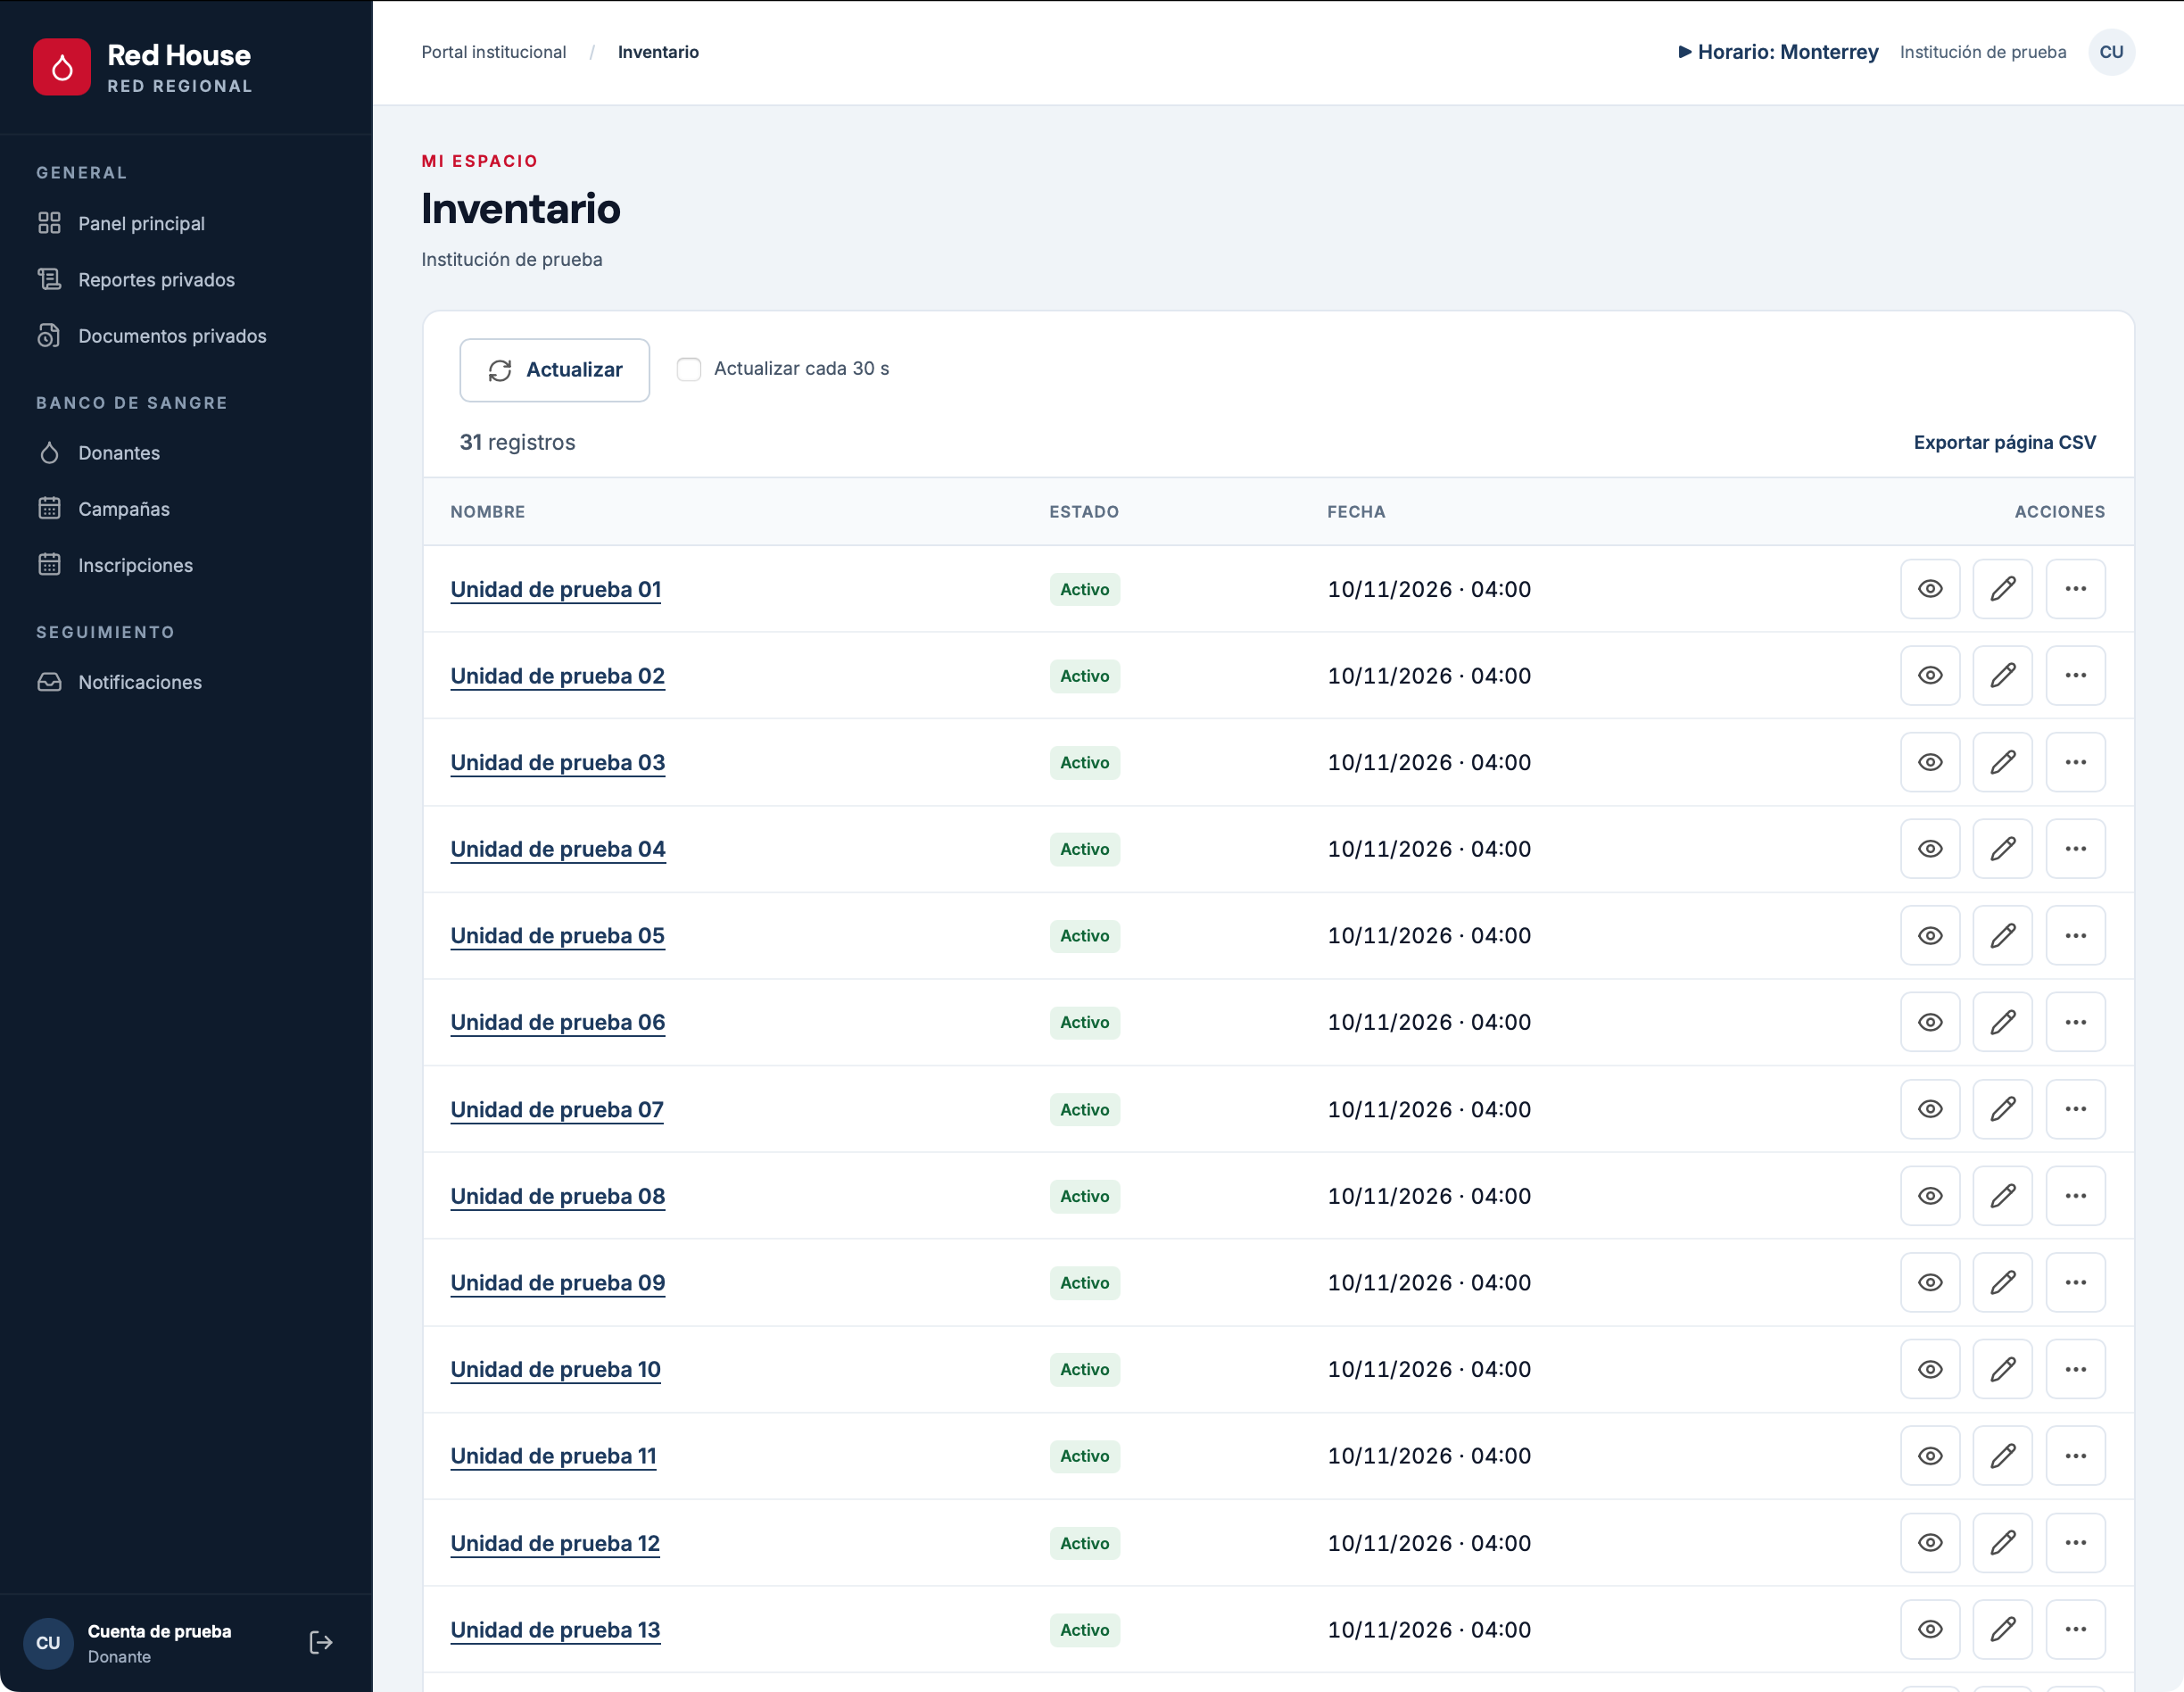 Red House
RED REGIONAL
GENERAL
Panel principal
Reportes privados
Documentos privados
BANCO DE SANGRE
Donantes
Campañas
Inscripciones
SEGUIMIENTO
Notificaciones
CU
Cuenta de prueba
Donante
Portal institucional / Inventario
Horario: Monterrey Institución de prueba CU
MI ESPACIO
Inventario
Institución de prueba
Actualizar Actualizar cada 30 s
31 registros Exportar página CSV
NOMBRE ESTADO FECHA ACCIONES
Unidad de prueba 01 Activo 10/11/2026 · 04:00
Unidad de prueba 02 Activo 10/11/2026 · 04:00
Unidad de prueba 03 Activo 10/11/2026 · 04:00
Unidad de prueba 04 Activo 10/11/2026 · 04:00
Unidad de prueba 05 Activo 10/11/2026 · 04:00
Unidad de prueba 06 Activo 10/11/2026 · 04:00
Unidad de prueba 07 Activo 10/11/2026 · 04:00
Unidad de prueba 08 Activo 10/11/2026 · 04:00
Unidad de prueba 09 Activo 10/11/2026 · 04:00
Unidad de prueba 10 Activo 10/11/2026 · 04:00
Unidad de prueba 11 Activo 10/11/2026 · 04:00
Unidad de prueba 12 Activo 10/11/2026 · 04:00
Unidad de prueba 13 Activo 10/11/2026 · 04:00